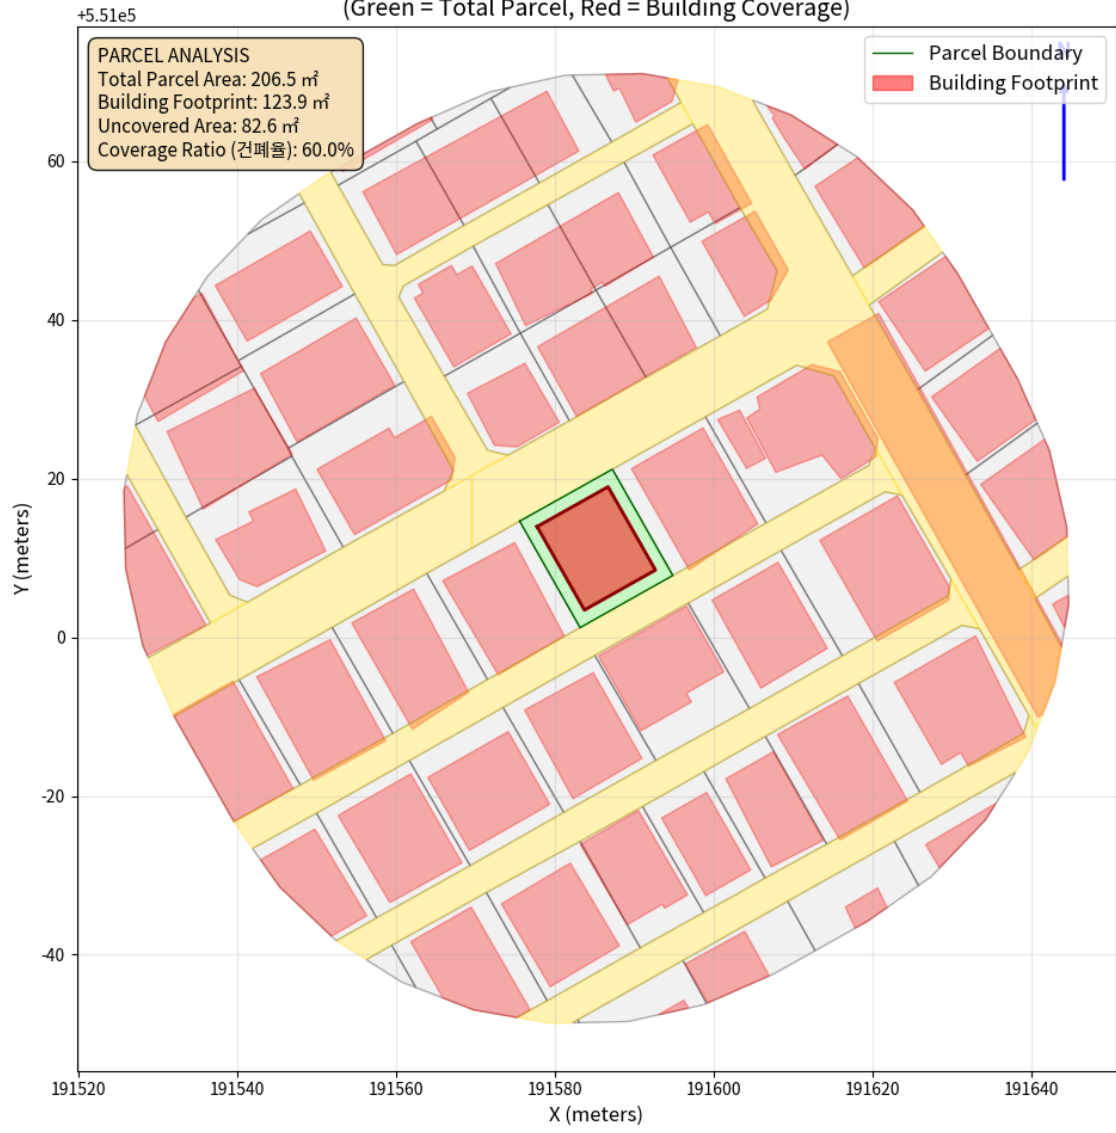 (Green = Total Parcel, Red = Building Coverage)
+5.51e5
PARCEL ANALYSIS
Total Parcel Area: 206.5 ㎡
Building Footprint: 123.9 ㎡
Uncovered Area: 82.6 ㎡
Coverage Ratio (건폐율): 60.0%
Parcel Boundary
Building Footprint
N
60
40
20
0
-20
-40
Y (meters)
191520 191540 191560 191580 191600 191620 191640
X (meters)